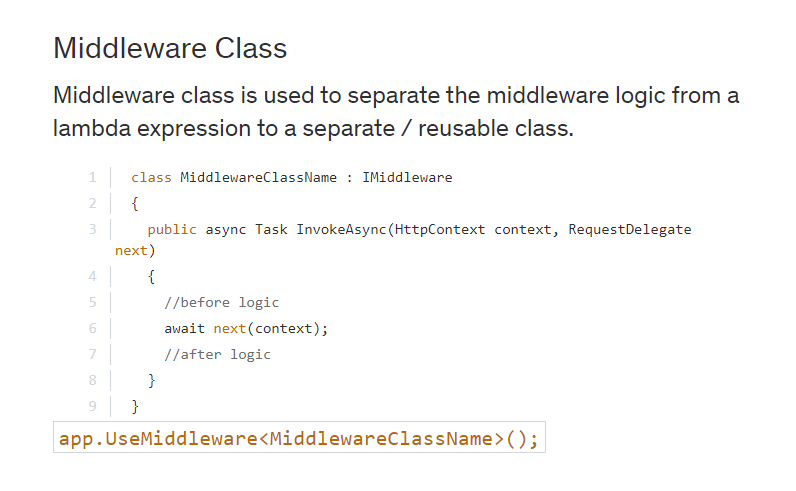 Middleware Class
Middleware class is used to separate the middleware logic from a
lambda expression to a separate / reusable class.
1 class MiddlewareClassName : IMiddleware
2 {
3 public async Task InvokeAsync(HttpContext context, RequestDelegate
next)
4 {
5 //before logic
6 await next(context);
7 //after logic
8 }
9 }
app.UseMiddleware<MiddlewareClassName>();